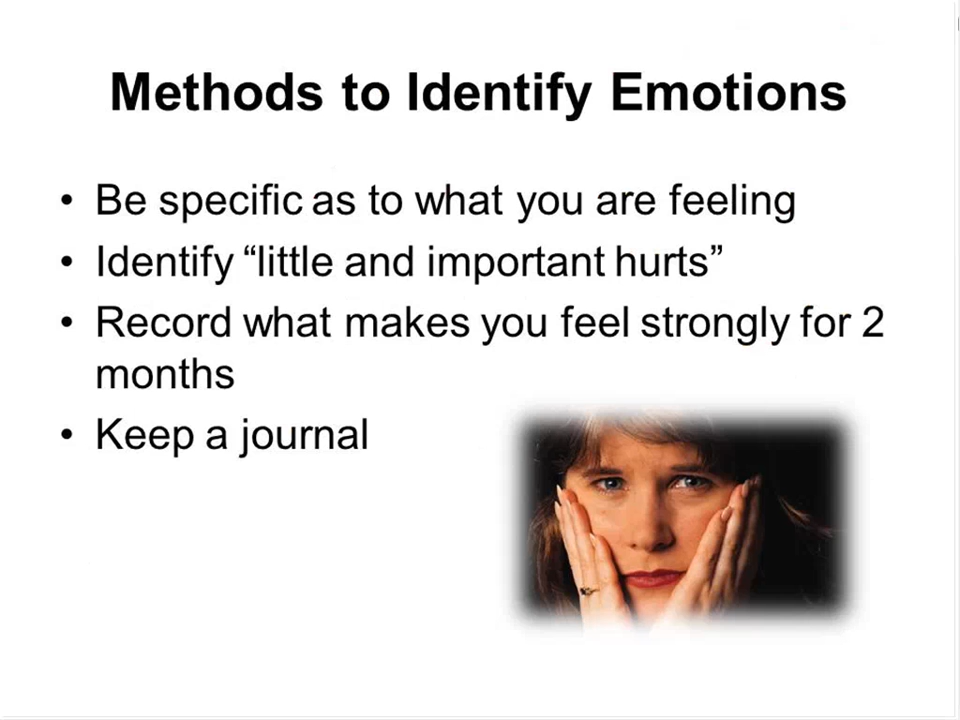 Methods to Identify Emotions
• Be specific as to what you are feeling
• Identify “little and important hurts”
• Record what makes you feel strongly for 2
months
• Keep a journal